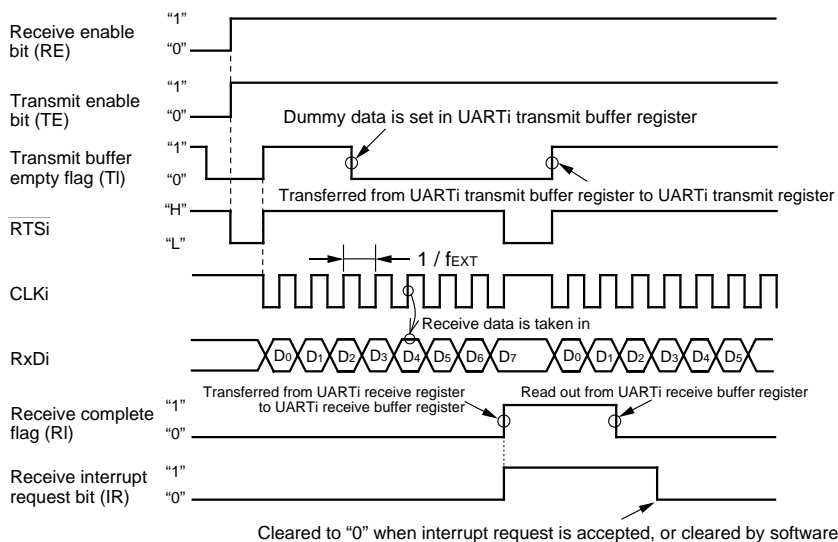 Receive enable
bit (RE)
“1”
“0”
Transmit enable
bit (TE)
“1”
“0”
Dummy data is set in UARTi transmit buffer register
Transmit buffer
empty flag (Tl)
“1”
“0”
Transferred from UARTi transmit buffer register to UARTi transmit register
RTSi
“H”
“L”
1 / fEXT
CLKi
Receive data is taken in
RxDi
D0 D1 D2 D3 D4 D5 D6 D7 D0 D1 D2 D3 D4 D5
Transferred from UARTi receive register
to UARTi receive buffer register
Read out from UARTi receive buffer register
Receive complete
flag (RI)
“1”
“0”
Receive interrupt
request bit (IR)
“1”
“0”
Cleared to “0” when interrupt request is accepted, or cleared by software